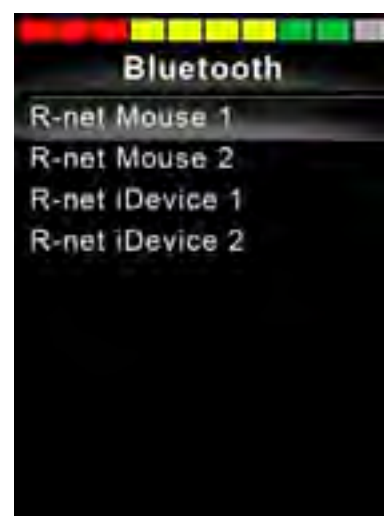 Bluetooth
R-net Mouse 1
R-net Mouse 2
R-net iDevice 1
R-net iDevice 2